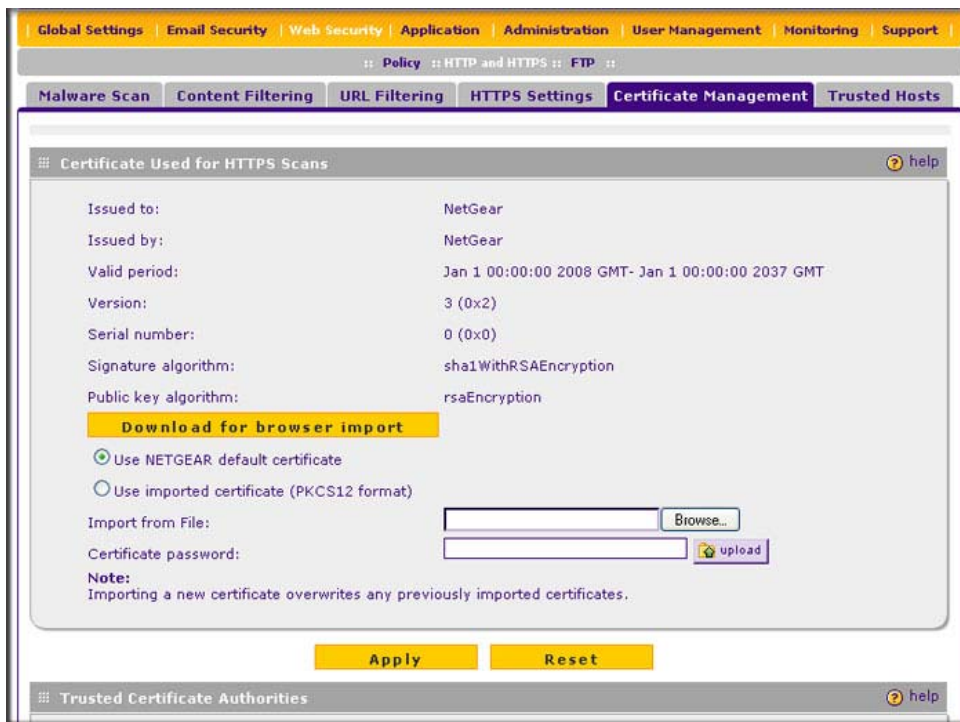 Global Settings | Email Security | Web Security | Application | Administration | User Management | Monitoring | Support
:: Policy :: HTTP and HTTPS :: FTP ::
Malware Scan Content Filtering URL Filtering HTTPS Settings Certificate Management Trusted Hosts
Certificate Used for HTTPS Scans ? help
Issued to: NetGear
Issued by: NetGear
Valid period: Jan 1 00:00:00 2008 GMT- Jan 1 00:00:00 2037 GMT
Version: 3 (0x2)
Serial number: 0 (0x0)
Signature algorithm: sha1WithRSAEncryption
Public key algorithm: rsaEncryption
Download for browser import
Use NETGEAR default certificate
Use imported certificate (PKCS12 format)
Import from File: Browse...
Certificate password: upload
Note:
Importing a new certificate overwrites any previously imported certificates.
Apply Reset
Trusted Certificate Authorities ? help